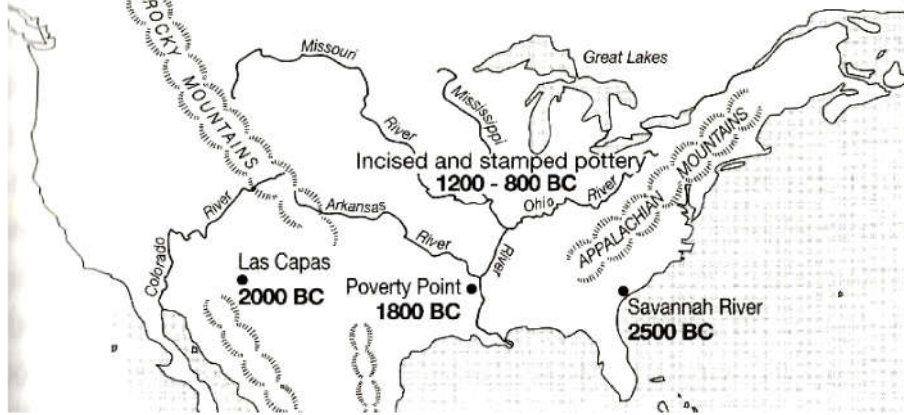 ROCKY
MOUNTAINS
Missouri
River
Mississippi
Great Lakes
Incised and stamped pottery
1200 - 800 BC
Ohio
River
APPALACHIAN
MOUNTAINS
Colorado
River
Arkansas
River
River
Las Capas
2000 BC
Poverty Point
1800 BC
Savannah River
2500 BC